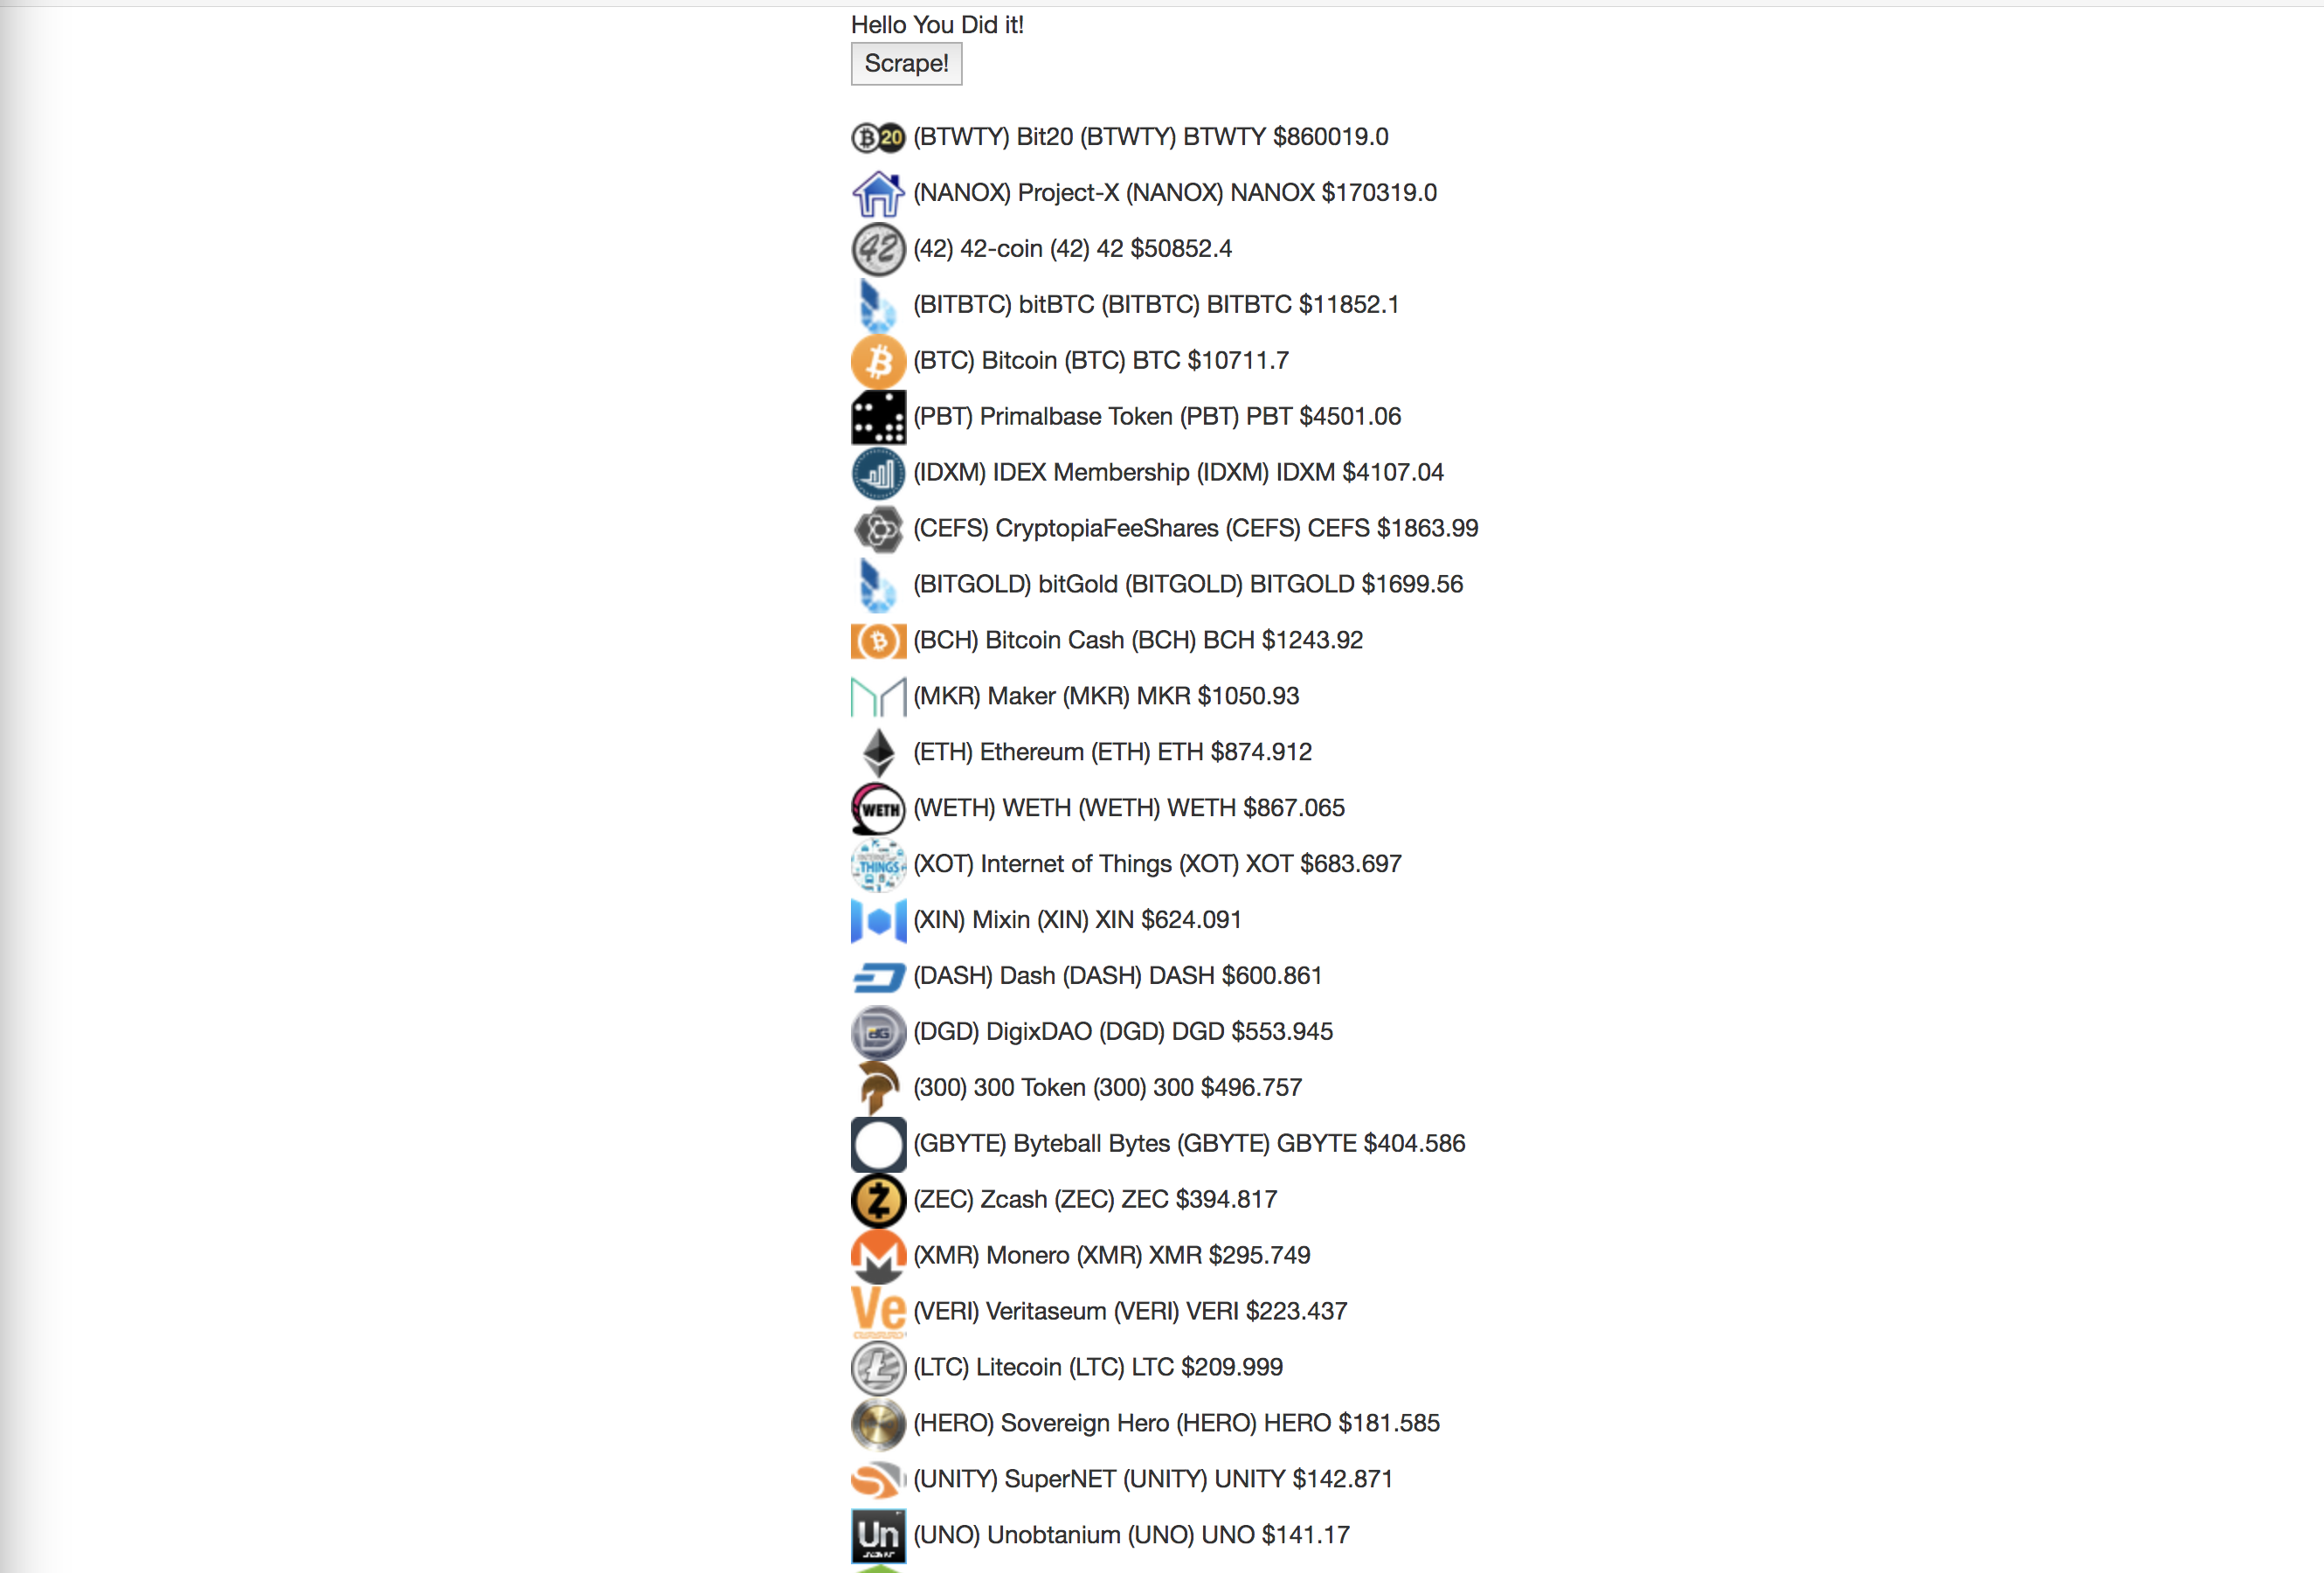 Hello You Did it!
Scrape!
20 (BTWTY) Bit20 (BTWTY) BTWTY $860019.0
(NANOX) Project-X (NANOX) NANOX $170319.0
42 (42) 42-coin (42) 42 $50852.4
(BITBTC) bitBTC (BITBTC) BITBTC $11852.1
(BTC) Bitcoin (BTC) BTC $10711.7
(PBT) Primalbase Token (PBT) PBT $4501.06
(IDXM) IDEX Membership (IDXM) IDXM $4107.04
(CEFS) CryptopiaFeeShares (CEFS) CEFS $1863.99
(BITGOLD) bitGold (BITGOLD) BITGOLD $1699.56
(BCH) Bitcoin Cash (BCH) BCH $1243.92
(MKR) Maker (MKR) MKR $1050.93
(ETH) Ethereum (ETH) ETH $874.912
WETH (WETH) WETH (WETH) WETH $867.065
THINGS (XOT) Internet of Things (XOT) XOT $683.697
(XIN) Mixin (XIN) XIN $624.091
(DASH) Dash (DASH) DASH $600.861
(DGD) DigixDAO (DGD) DGD $553.945
(300) 300 Token (300) 300 $496.757
(GBYTE) Byteball Bytes (GBYTE) GBYTE $404.586
(ZEC) Zcash (ZEC) ZEC $394.817
(XMR) Monero (XMR) XMR $295.749
Ve (VERI) Veritaseum (VERI) VERI $223.437
(LTC) Litecoin (LTC) LTC $209.999
(HERO) Sovereign Hero (HERO) HERO $181.585
(UNITY) SuperNET (UNITY) UNITY $142.871
Un (UNO) Unobtanium (UNO) UNO $141.17